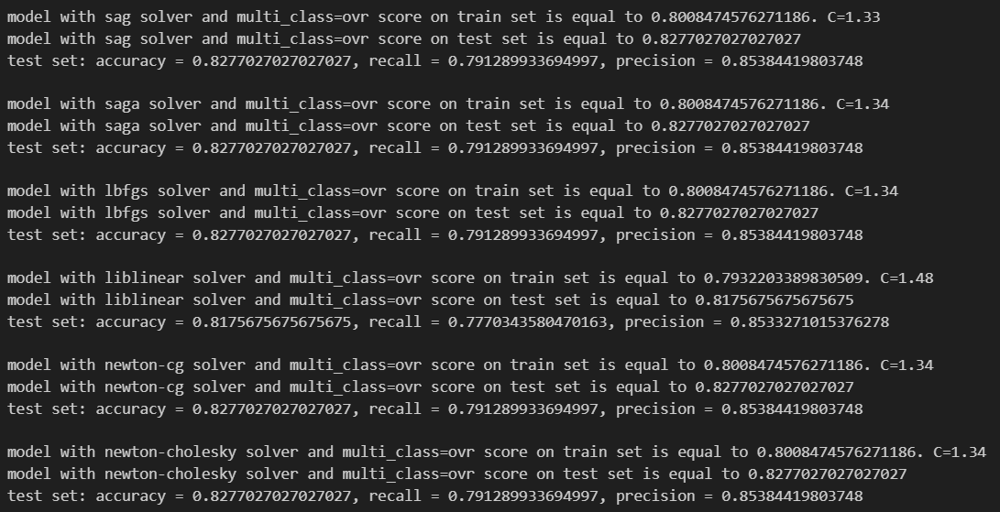 model with sag solver and multi_class=ovr score on train set is equal to 0.8008474576271186. C=1.33
model with sag solver and multi_class=ovr score on test set is equal to 0.8277027027027027
test set: accuracy = 0.8277027027027027, recall = 0.791289933694997, precision = 0.85384419803748
model with saga solver and multi_class=ovr score on train set is equal to 0.8008474576271186. C=1.34
model with saga solver and multi_class=ovr score on test set is equal to 0.8277027027027027
test set: accuracy = 0.8277027027027027, recall = 0.791289933694997, precision = 0.85384419803748
model with lbfgs solver and multi_class=ovr score on train set is equal to 0.8008474576271186. C=1.34
model with lbfgs solver and multi_class=ovr score on test set is equal to 0.8277027027027027
test set: accuracy = 0.8277027027027027, recall = 0.791289933694997, precision = 0.85384419803748
model with liblinear solver and multi_class=ovr score on train set is equal to 0.7932203389830509. C=1.48
model with liblinear solver and multi_class=ovr score on test set is equal to 0.8175675675675675
test set: accuracy = 0.8175675675675675, recall = 0.7770343580470163, precision = 0.8533271015376278
model with newton-cg solver and multi_class=ovr score on train set is equal to 0.8008474576271186. C=1.34
model with newton-cg solver and multi_class=ovr score on test set is equal to 0.8277027027027027
test set: accuracy = 0.8277027027027027, recall = 0.791289933694997, precision = 0.85384419803748
model with newton-cholesky solver and multi_class=ovr score on train set is equal to 0.8008474576271186. C=1.34
model with newton-cholesky solver and multi_class=ovr score on test set is equal to 0.8277027027027027
test set: accuracy = 0.8277027027027027, recall = 0.791289933694997, precision = 0.85384419803748